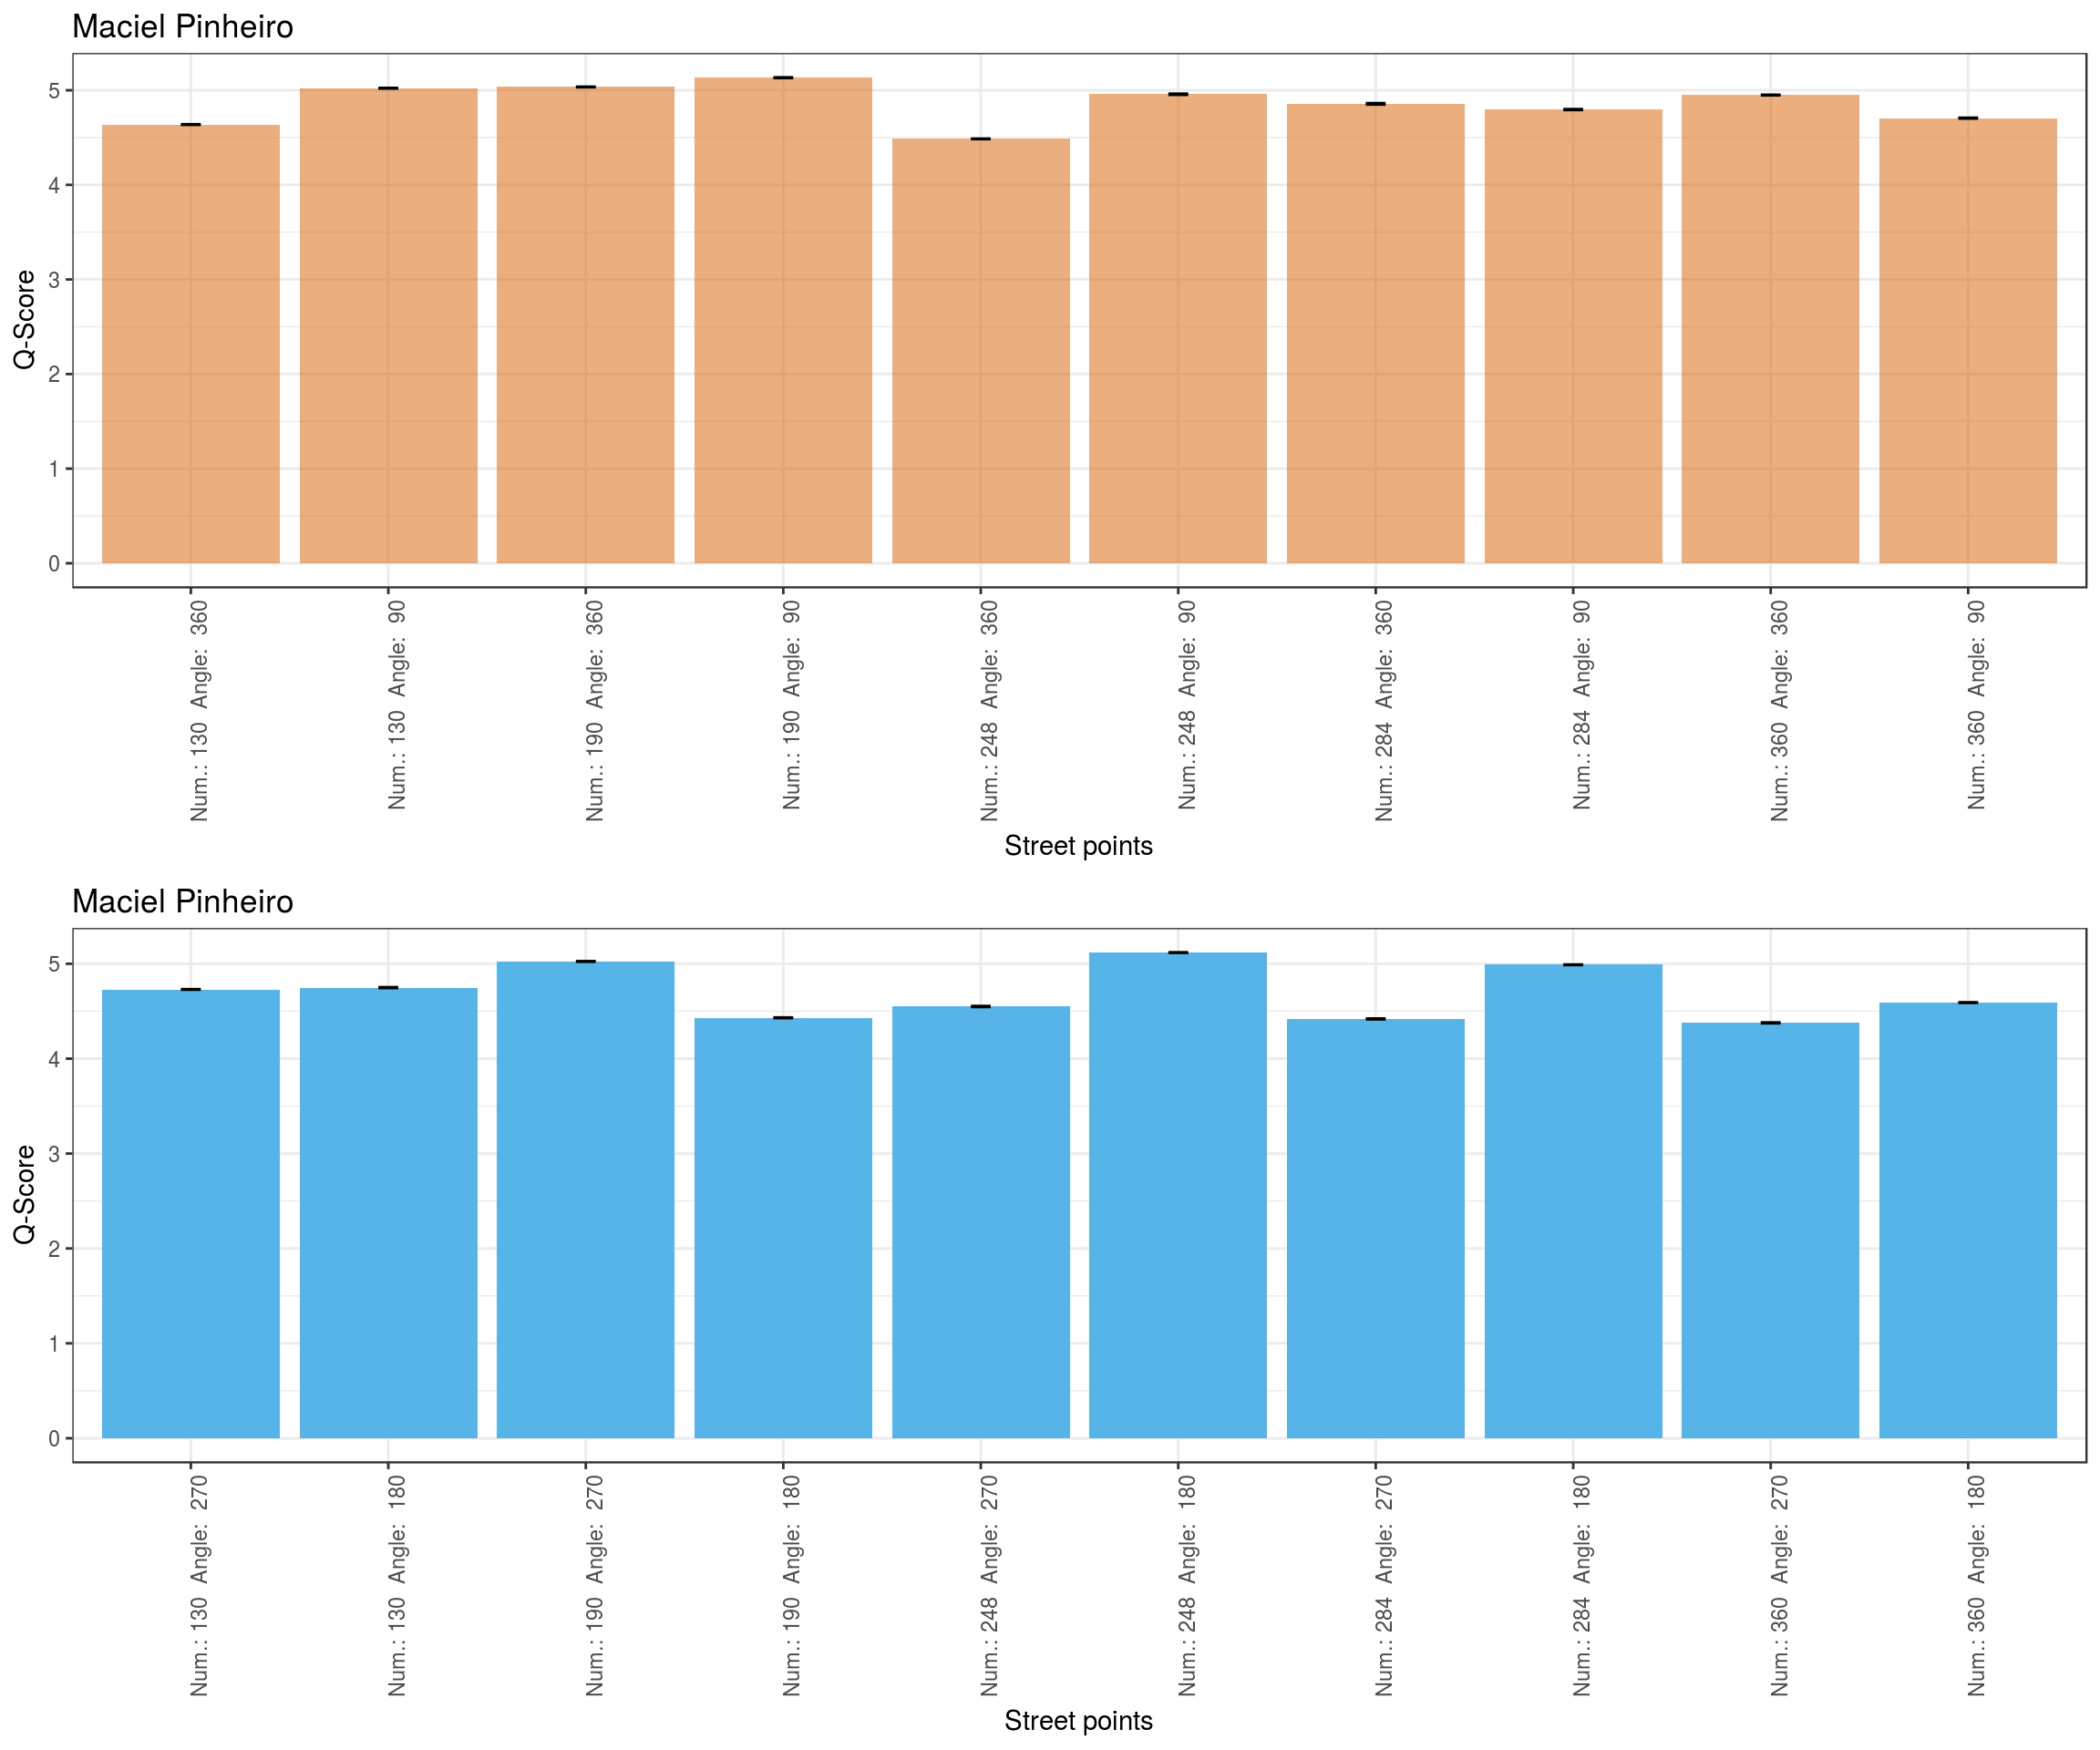 Maciel Pinheiro
Q-Score
5
4
3
2
1
0
Num.: 130 Angle: 360
Num.: 130 Angle: 90
Num.: 190 Angle: 360
Num.: 190 Angle: 90
Num.: 248 Angle: 360
Num.: 248 Angle: 90
Num.: 284 Angle: 360
Num.: 284 Angle: 90
Num.: 360 Angle: 360
Num.: 360 Angle: 90
Street points
Maciel Pinheiro
Q-Score
5
4
3
2
1
0
Num.: 130 Angle: 270
Num.: 130 Angle: 180
Num.: 190 Angle: 270
Num.: 190 Angle: 180
Num.: 248 Angle: 270
Num.: 248 Angle: 180
Num.: 284 Angle: 270
Num.: 284 Angle: 180
Num.: 360 Angle: 270
Num.: 360 Angle: 180
Street points